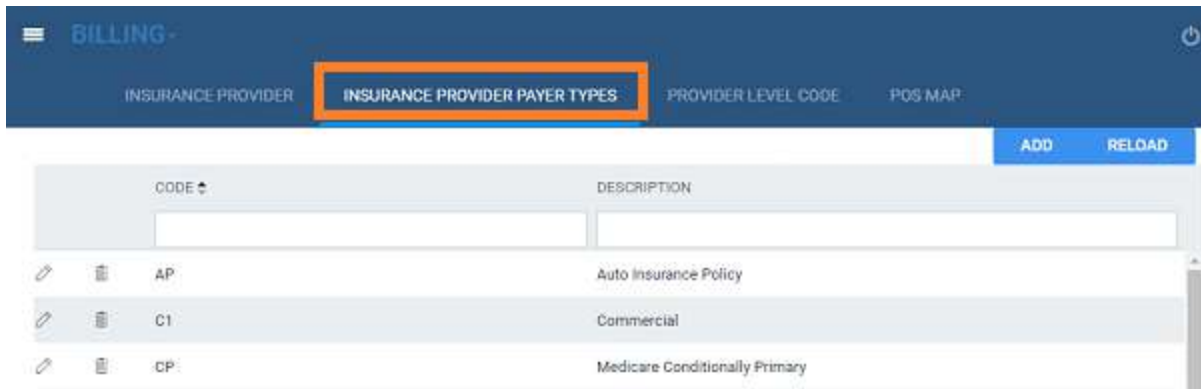 BILLING-
INSURANCE PROVIDER INSURANCE PROVIDER PAYER TYPES PROVIDER LEVEL CODE POS MAP
ADD RELOAD
CODE DESCRIPTION
AP Auto Insurance Policy
C1 Commercial
CP Medicare Conditionally Primary